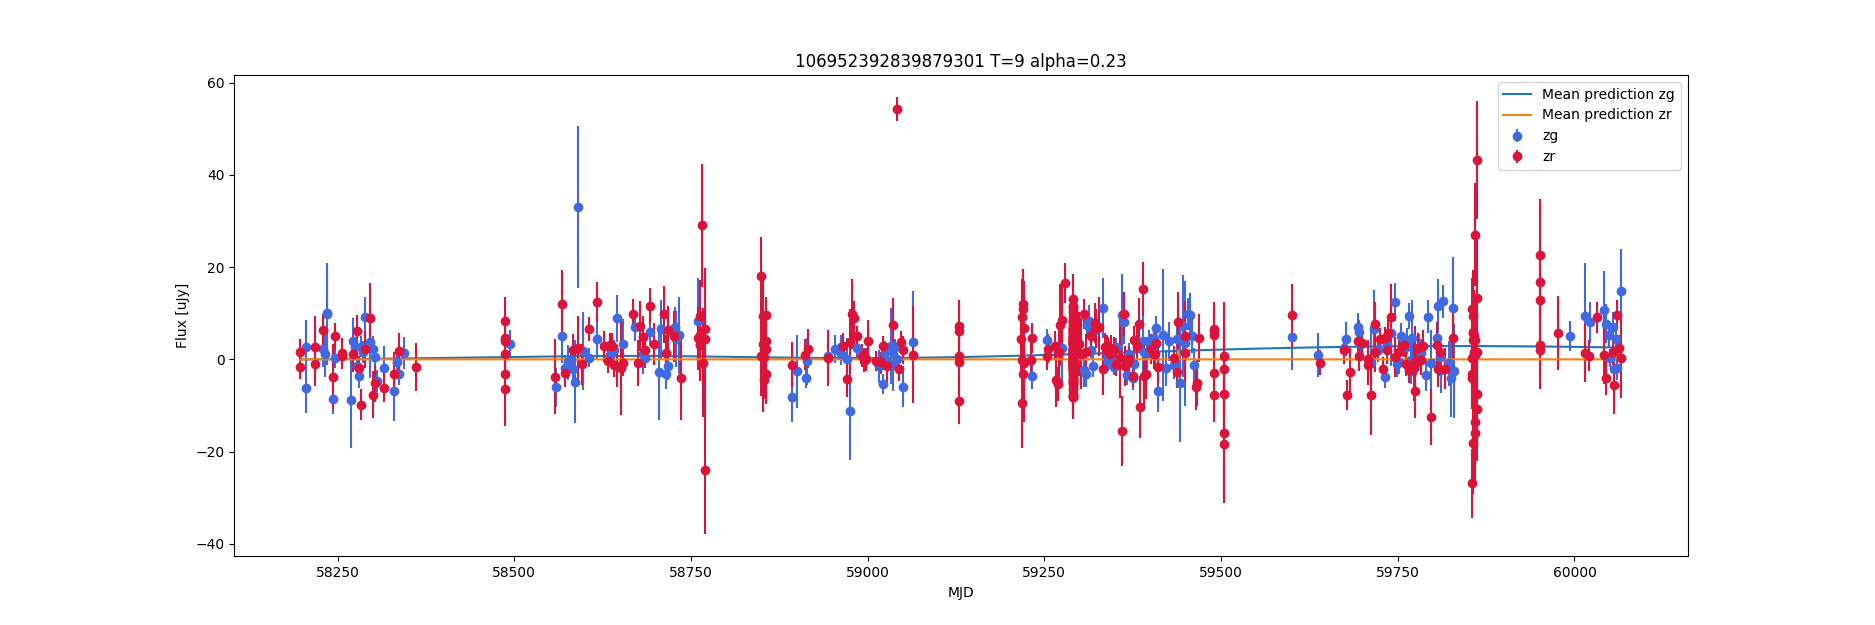 106952392839879301 T=9 alpha=0.23
60
40
20
0
−20
−40
Flux [uJy]
58250 58500 58750 59000 59250 59500 59750 60000
MJD
Mean prediction zg
Mean prediction zr
zg
zr